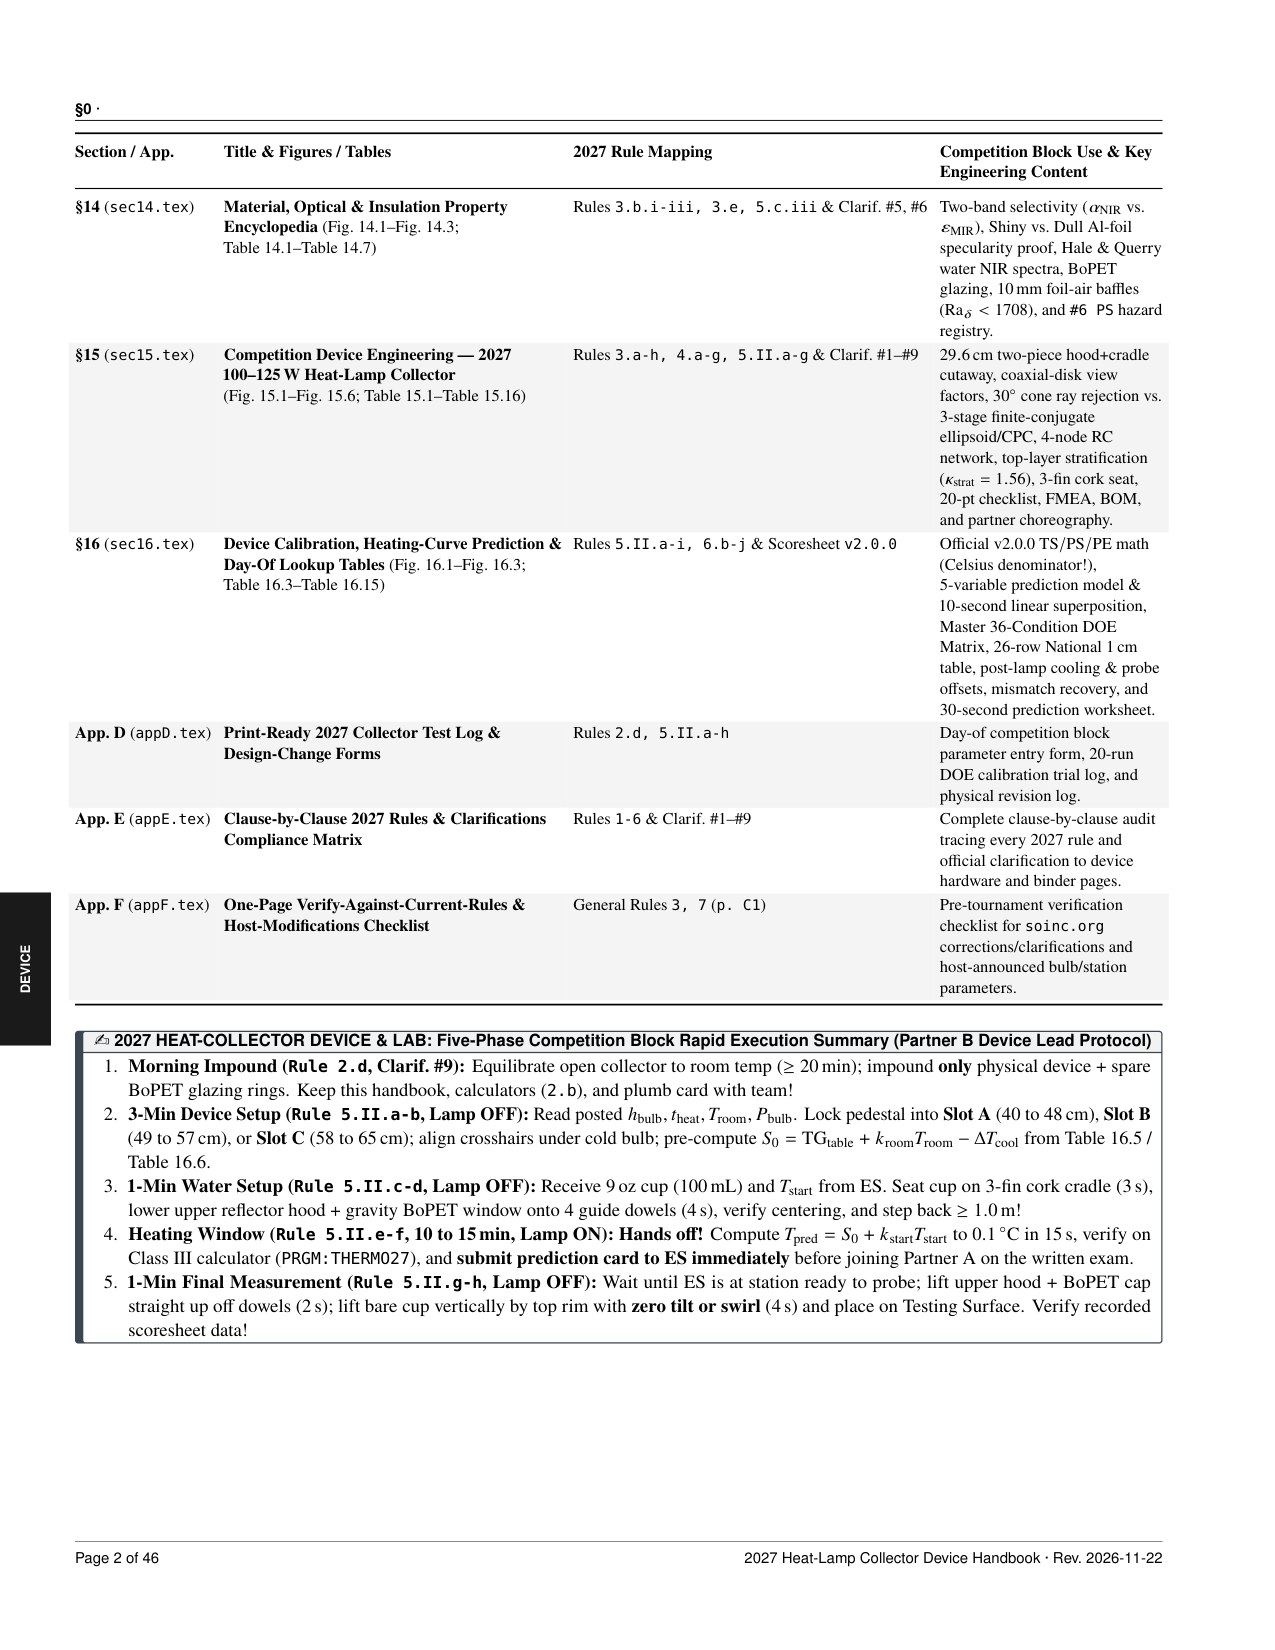 §0 ·
Section / App. Title & Figures / Tables 2027 Rule Mapping Competition Block Use & Key
Engineering Content
§14 (sec14.tex) Material, Optical & Insulation Property Rules 3.b.i-iii, 3.e, 5.c.iii & Clarif. #5, #6 Two-band selectivity (αNIR vs.
Encyclopedia (Fig. 14.1–Fig. 14.3; εMIR), Shiny vs. Dull Al-foil
Table 14.1–Table 14.7) specularity proof, Hale & Querry
water NIR spectra, BoPET
glazing, 10 mm foil-air baffles
(Raδ < 1708), and #6 PS hazard
registry.
§15 (sec15.tex) Competition Device Engineering — 2027 Rules 3.a-h, 4.a-g, 5.II.a-g & Clarif. #1–#9 29.6 cm two-piece hood+cradle
100–125 W Heat-Lamp Collector cutaway, coaxial-disk view
(Fig. 15.1–Fig. 15.6; Table 15.1–Table 15.16) factors, 30° cone ray rejection vs.
3-stage finite-conjugate
ellipsoid/CPC, 4-node RC
network, top-layer stratification
(κstrat = 1.56), 3-fin cork seat,
20-pt checklist, FMEA, BOM,
and partner choreography.
§16 (sec16.tex) Device Calibration, Heating-Curve Prediction & Rules 5.II.a-i, 6.b-j & Scoresheet v2.0.0 Official v2.0.0 TS/PS/PE math
Day-Of Lookup Tables (Fig. 16.1–Fig. 16.3; (Celsius denominator!),
Table 16.3–Table 16.15) 5-variable prediction model &
10-second linear superposition,
Master 36-Condition DOE
Matrix, 26-row National 1 cm
table, post-lamp cooling & probe
offsets, mismatch recovery, and
30-second prediction worksheet.
App. D (appD.tex) Print-Ready 2027 Collector Test Log & Rules 2.d, 5.II.a-h Day-of competition block
Design-Change Forms parameter entry form, 20-run
DOE calibration trial log, and
physical revision log.
App. E (appE.tex) Clause-by-Clause 2027 Rules & Clarifications Rules 1-6 & Clarif. #1–#9 Complete clause-by-clause audit
Compliance Matrix tracing every 2027 rule and
official clarification to device
hardware and binder pages.
App. F (appF.tex) One-Page Verify-Against-Current-Rules & General Rules 3, 7 (p. C1) Pre-tournament verification
Host-Modifications Checklist checklist for soinc.org
corrections/clarifications and
host-announced bulb/station
parameters.
DEVICE
✍ 2027 HEAT-COLLECTOR DEVICE & LAB: Five-Phase Competition Block Rapid Execution Summary (Partner B Device Lead Protocol)
1. Morning Impound (Rule 2.d, Clarif. #9): Equilibrate open collector to room temp (≥ 20 min); impound only physical device + spare
BoPET glazing rings. Keep this handbook, calculators (2.b), and plumb card with team!
2. 3-Min Device Setup (Rule 5.II.a-b, Lamp OFF): Read posted hbulb, theat, Troom, Pbulb. Lock pedestal into Slot A (40 to 48 cm), Slot B
(49 to 57 cm), or Slot C (58 to 65 cm); align crosshairs under cold bulb; pre-compute S0 = TGtable + kroomTroom − ΔTcool from Table 16.5 /
Table 16.6.
3. 1-Min Water Setup (Rule 5.II.c-d, Lamp OFF): Receive 9 oz cup (100 mL) and Tstart from ES. Seat cup on 3-fin cork cradle (3 s),
lower upper reflector hood + gravity BoPET window onto 4 guide dowels (4 s), verify centering, and step back ≥ 1.0 m!
4. Heating Window (Rule 5.II.e-f, 10 to 15 min, Lamp ON): Hands off! Compute Tpred = S0 + kstartTstart to 0.1 °C in 15 s, verify on
Class III calculator (PRGM:THERMO27), and submit prediction card to ES immediately before joining Partner A on the written exam.
5. 1-Min Final Measurement (Rule 5.II.g-h, Lamp OFF): Wait until ES is at station ready to probe; lift upper hood + BoPET cap
straight up off dowels (2 s); lift bare cup vertically by top rim with zero tilt or swirl (4 s) and place on Testing Surface. Verify recorded
scoresheet data!
Page 2 of 46 2027 Heat-Lamp Collector Device Handbook · Rev. 2026-11-22